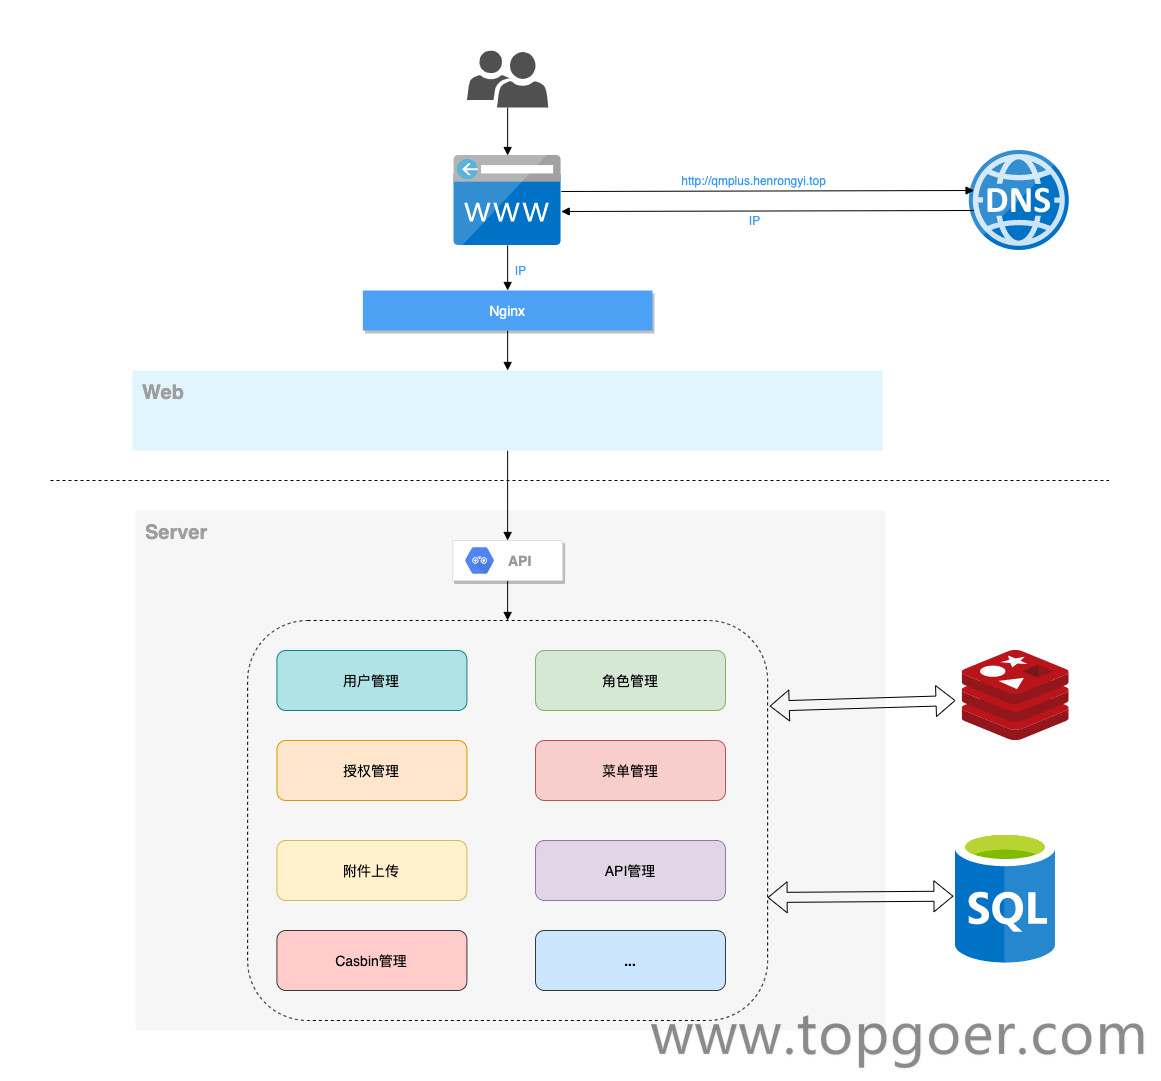 http://qmplus.henrongyi.top
DNS
WWW
IP
IP
Nginx
Web
Server
API
用户管理
角色管理
授权管理
菜单管理
附件上传
API管理
SQL
Casbin管理
...
www.topgoer.com